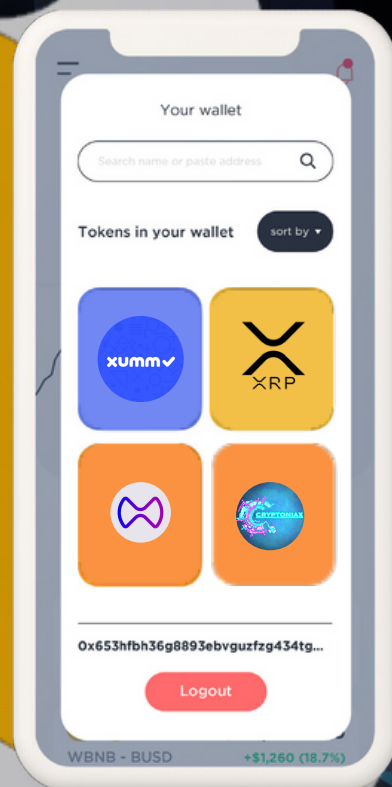 Your wallet
Search name or paste address
Tokens in your wallet
sort by
xumm
XRP
CRYPTONIAX
0x653hfbh36g8893ebvguzfzg434tg...
Logout
WBNB - BUSD
+$1,260 (18.7%)